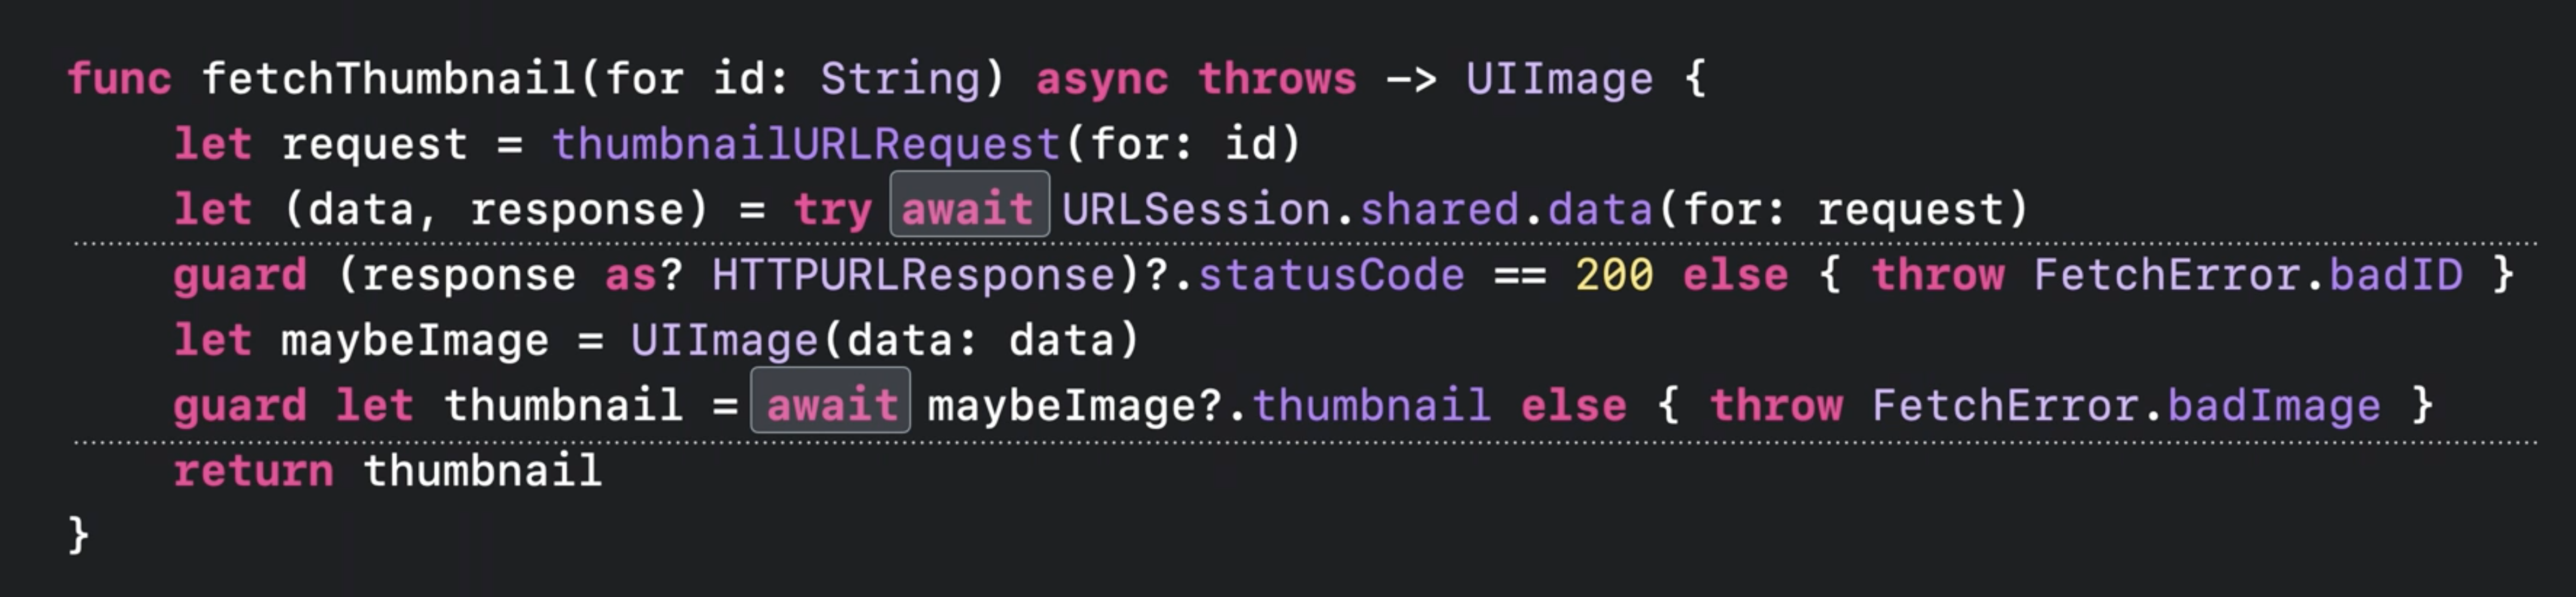 func fetchThumbnail(for id: String) async throws -> UIImage {
    let request = thumbnailURLRequest(for: id)
    let (data, response) = try await URLSession.shared.data(for: request)
    guard (response as? HTTPURLResponse)?.statusCode == 200 else { throw FetchError.badID }
    let maybeImage = UIImage(data: data)
    guard let thumbnail = await maybeImage?.thumbnail else { throw FetchError.badImage }
    return thumbnail
}